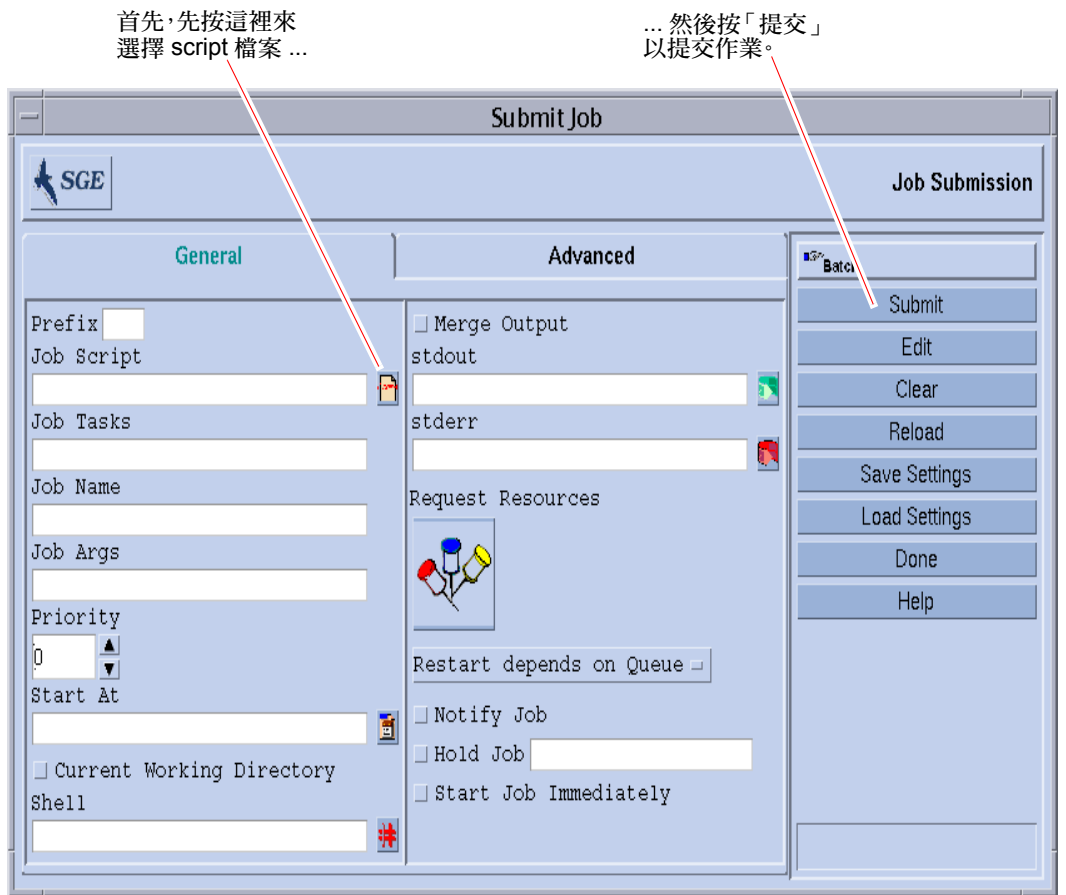 首先,先按這裡來
選擇 script 檔案 ...
... 然後按「提交」
以提交作業。
Submit Job
SGE
Job Submission
General
Advanced
Prefix
Job Script
Job Tasks
Job Name
Job Args
Priority
0
Start At
Current Working Directory
Shell
Merge Output
stdout
stderr
Request Resources
Restart depends on Queue
Notify Job
Hold Job
Start Job Immediately
Batch
Submit
Edit
Clear
Reload
Save Settings
Load Settings
Done
Help